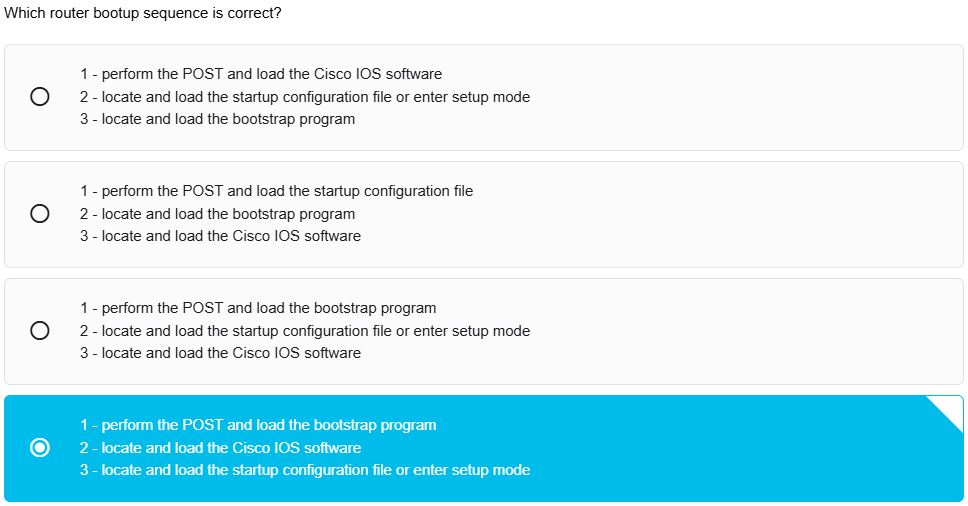 Which router bootup sequence is correct?
1 - perform the POST and load the Cisco IOS software
2 - locate and load the startup configuration file or enter setup mode
3 - locate and load the bootstrap program
1 - perform the POST and load the startup configuration file
2 - locate and load the bootstrap program
3 - locate and load the Cisco IOS software
1 - perform the POST and load the bootstrap program
2 - locate and load the startup configuration file or enter setup mode
3 - locate and load the Cisco IOS software
1 - perform the POST and load the bootstrap program
2 - locate and load the Cisco IOS software
3 - locate and load the startup configuration file or enter setup mode